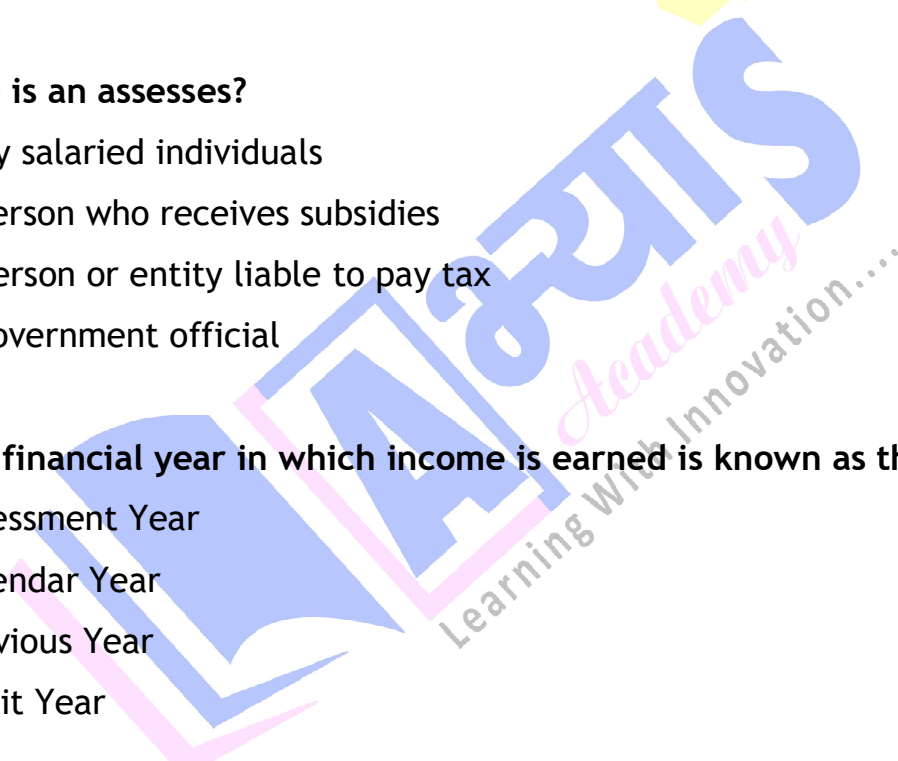 is an assesses?
y salaried individuals
erson who receives subsidies
erson or entity liable to pay tax
overnment official
financial year in which income is earned is known as th
essment Year
endar Year
vious Year
it Year
A
भ्यास
Academy
Learning With Innovation....